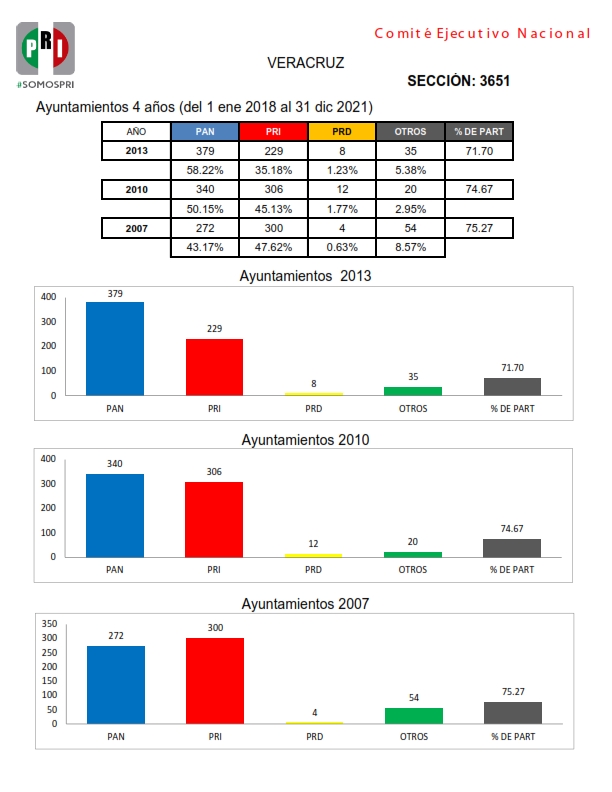 Comité Ejecutivo Nacional
PRI
#SOMOSPRI
VERACRUZ
SECCIÓN: 3651
Ayuntamientos 4 años (del 1 ene 2018 al 31 dic 2021)
AÑO PAN PRI PRD OTROS % DE PART
2013 379 229 8 35 71.70
58.22% 35.18% 1.23% 5.38%
2010 340 306 12 20 74.67
50.15% 45.13% 1.77% 2.95%
2007 272 300 4 54 75.27
43.17% 47.62% 0.63% 8.57%
Ayuntamientos 2013
400
300
200
100
0
379
229
8
35
71.70
PAN PRI PRD OTROS % DE PART
Ayuntamientos 2010
400
300
200
100
0
340
306
12
20
74.67
PAN PRI PRD OTROS % DE PART
Ayuntamientos 2007
350
300
250
200
150
100
50
0
272
300
4
54
75.27
PAN PRI PRD OTROS % DE PART